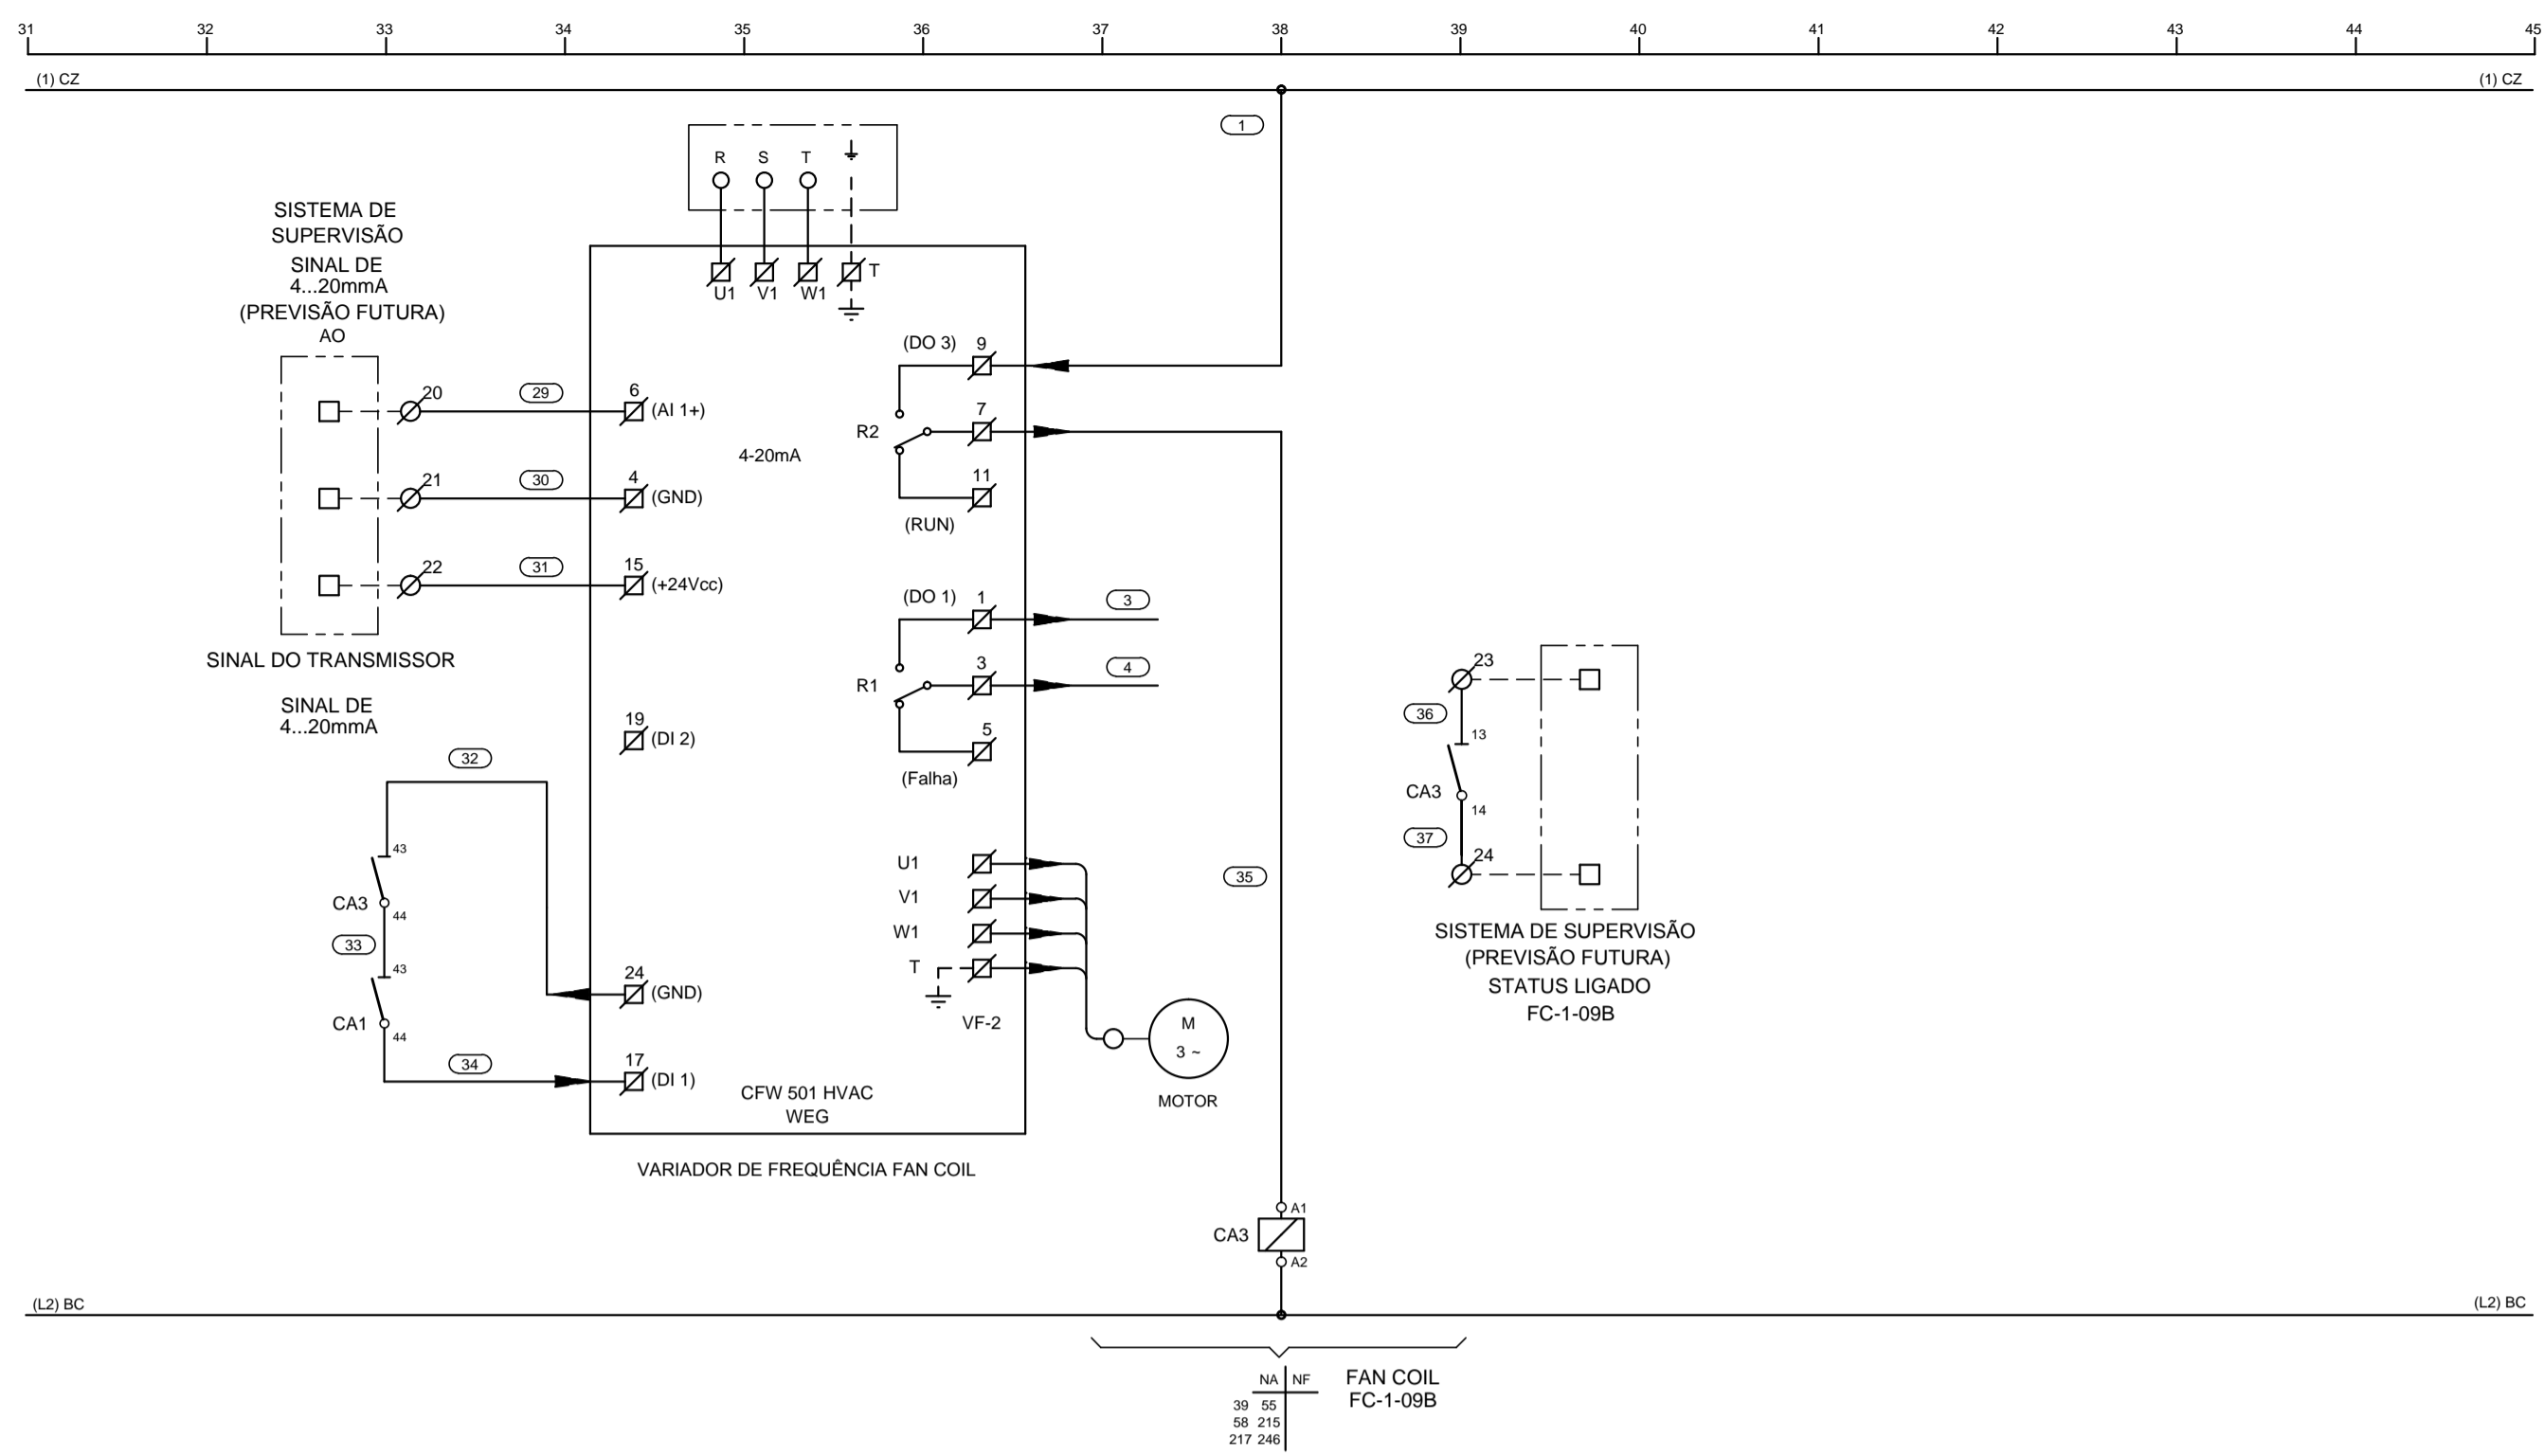 31 32 33 34 35 36 37 38 39 40 41 42 43 44 45
(1) CZ (1) CZ
1
R S T
SISTEMA DE
SUPERVISÃO
SINAL DE
4...20mmA
(PREVISÃO FUTURA)
AO
U1 V1 W1 T
20 29 6 (AI 1+)
21 30 4 (GND)
22 31 15 (+24Vcc)
SINAL DO TRANSMISSOR
SINAL DE
4...20mmA
4-20mA
(DO 3) 9
R2 7
11
(RUN)
(DO 1) 1 3
R1 3 4
5
(Falha)
19 (DI 2)
32
43
CA3
44
33
43
CA1
44
34
24 (GND)
17 (DI 1)
U1
V1
W1
T
VF-2
M
3 ~
MOTOR
CFW 501 HVAC
WEG
VARIADOR DE FREQUÊNCIA FAN COIL
35
23
36
13
CA3
14
37
24
SISTEMA DE SUPERVISÃO
(PREVISÃO FUTURA)
STATUS LIGADO
FC-1-09B
A1
CA3
A2
(L2) BC (L2) BC
NA NF
39 55
58 215
217 246
FAN COIL
FC-1-09B